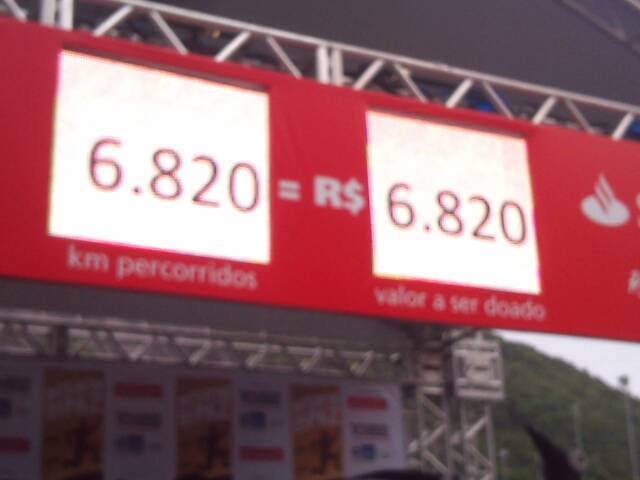 6.820 = R$ 6.820
km percorridos
valor a ser doado